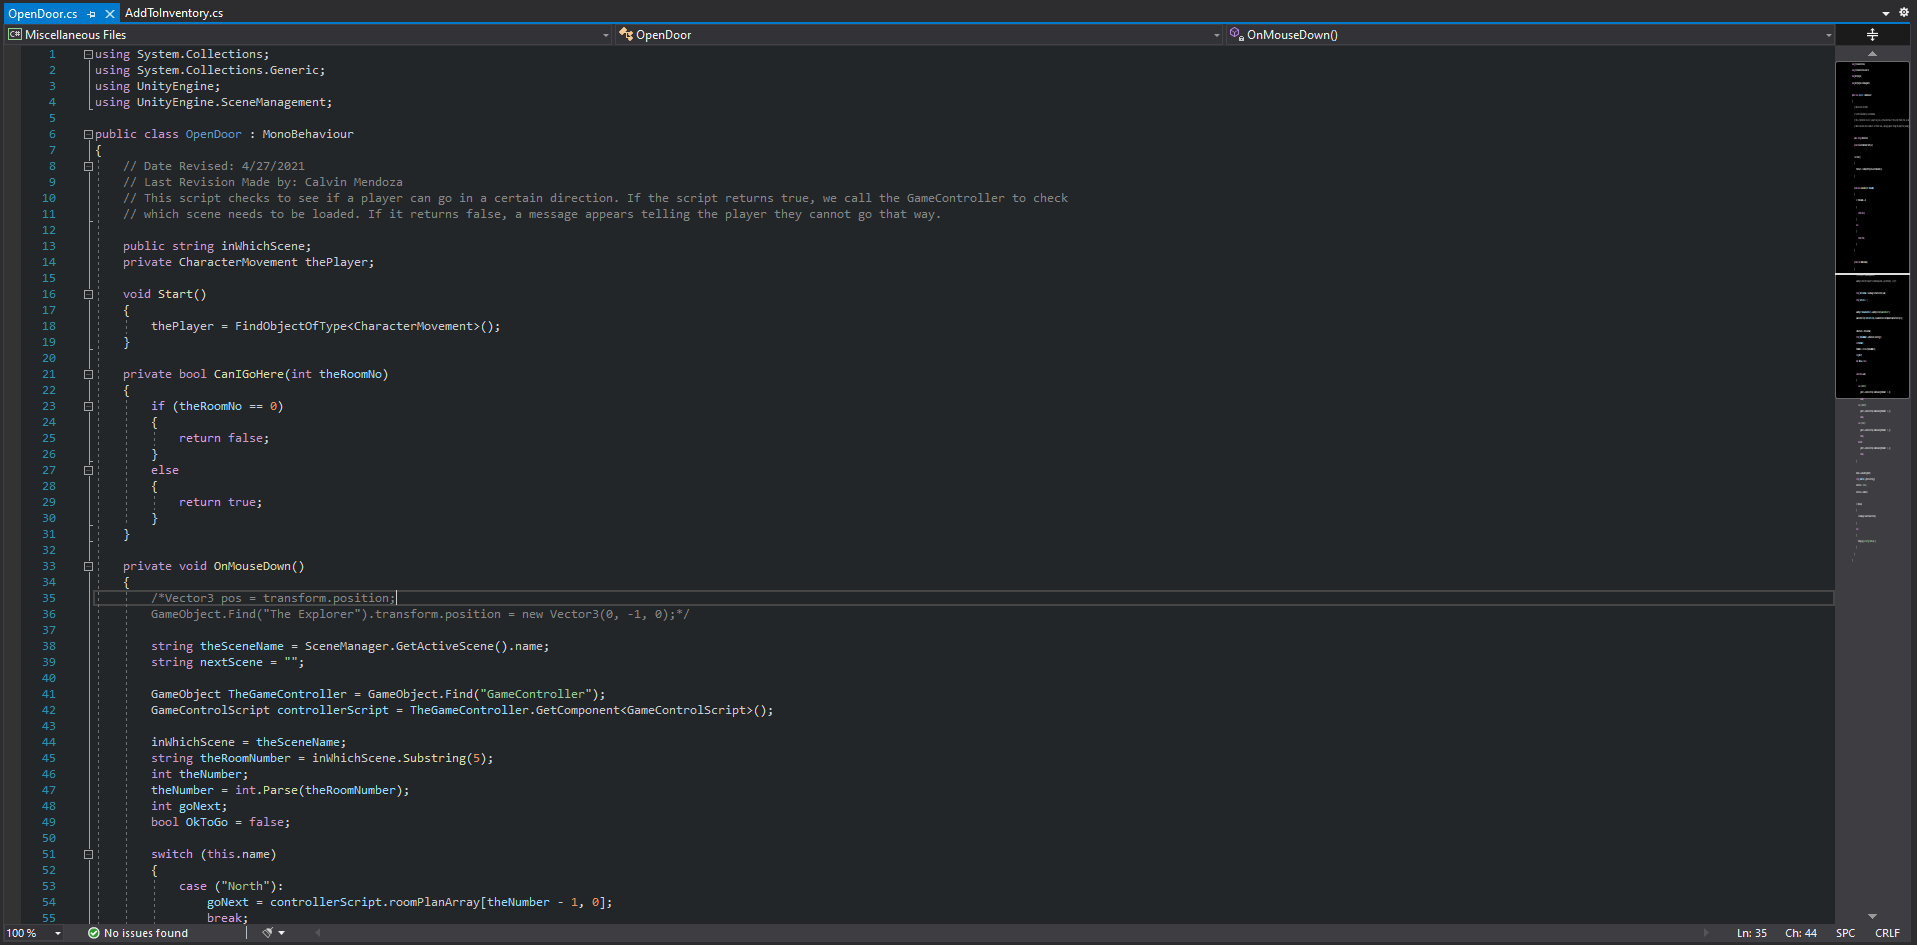 OpenDoor.cs AddToInventory.cs
C# Miscellaneous Files OpenDoor OnMouseDown()
1 using System.Collections;
2 using System.Collections.Generic;
3 using UnityEngine;
4 using UnityEngine.SceneManagement;
5
6 public class OpenDoor : MonoBehaviour
7 {
8 // Date Revised: 4/27/2021
9 // Last Revision Made by: Calvin Mendoza
10 // This script checks to see if a player can go in a certain direction. If the script returns true, we call the GameController to check
11 // which scene needs to be loaded. If it returns false, a message appears telling the player they cannot go that way.
12
13 public string inWhichScene;
14 private CharacterMovement thePlayer;
15
16 void Start()
17 {
18 thePlayer = FindObjectOfType<CharacterMovement>();
19 }
20
21 private bool CanIGoHere(int theRoomNo)
22 {
23 if (theRoomNo == 0)
24 {
25 return false;
26 }
27 else
28 {
29 return true;
30 }
31 }
32
33 private void OnMouseDown()
34 {
35 /*Vector3 pos = transform.position;
36 GameObject.Find("The Explorer").transform.position = new Vector3(0, -1, 0);*/
37
38 string theSceneName = SceneManager.GetActiveScene().name;
39 string nextScene = "";
40
41 GameObject TheGameController = GameObject.Find("GameController");
42 GameControlScript controllerScript = TheGameController.GetComponent<GameControlScript>();
43
44 inWhichScene = theSceneName;
45 string theRoomNumber = inWhichScene.Substring(5);
46 int theNumber;
47 theNumber = int.Parse(theRoomNumber);
48 int goNext;
49 bool OkToGo = false;
50
51 switch (this.name)
52 {
53 case ("North"):
54 goNext = controllerScript.roomPlanArray[theNumber - 1, 0];
55 break;
100 % No issues found Ln: 35 Ch: 44 SPC CRLF